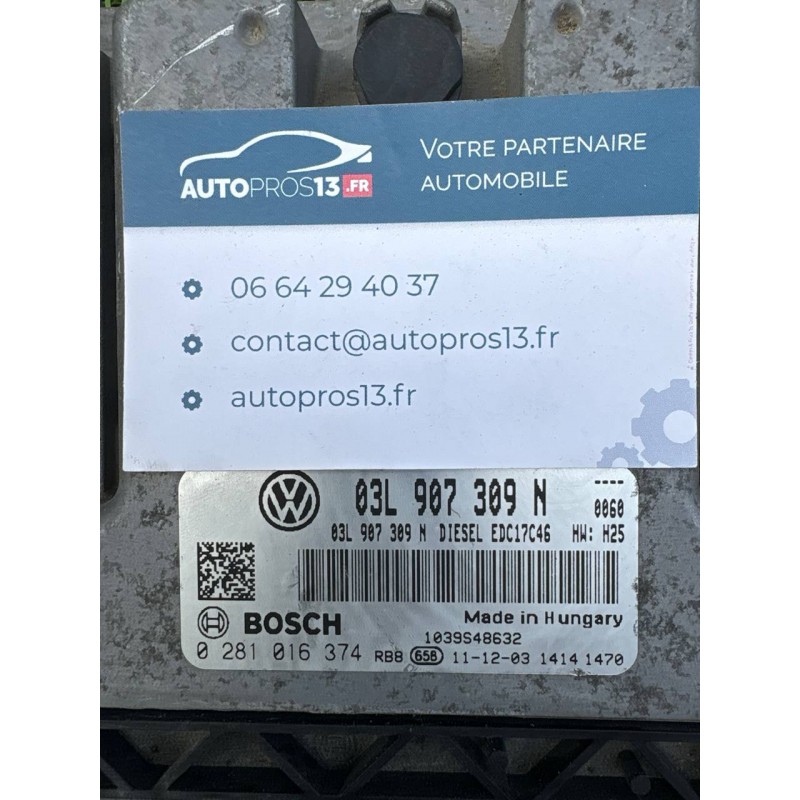 AUTOPROS13.FR
VOTRE PARTENAIRE
AUTOMOBILE
06 64 29 40 37
contact@autopros13.fr
autopros13.fr
03L 907 309 N
----
0060
03L 907 309 N DIESEL EDC17C46 HW: H25
BOSCH
Made in Hungary
1039S48632
0 281 016 374 RB8 65B 11-12-03 1414 1470